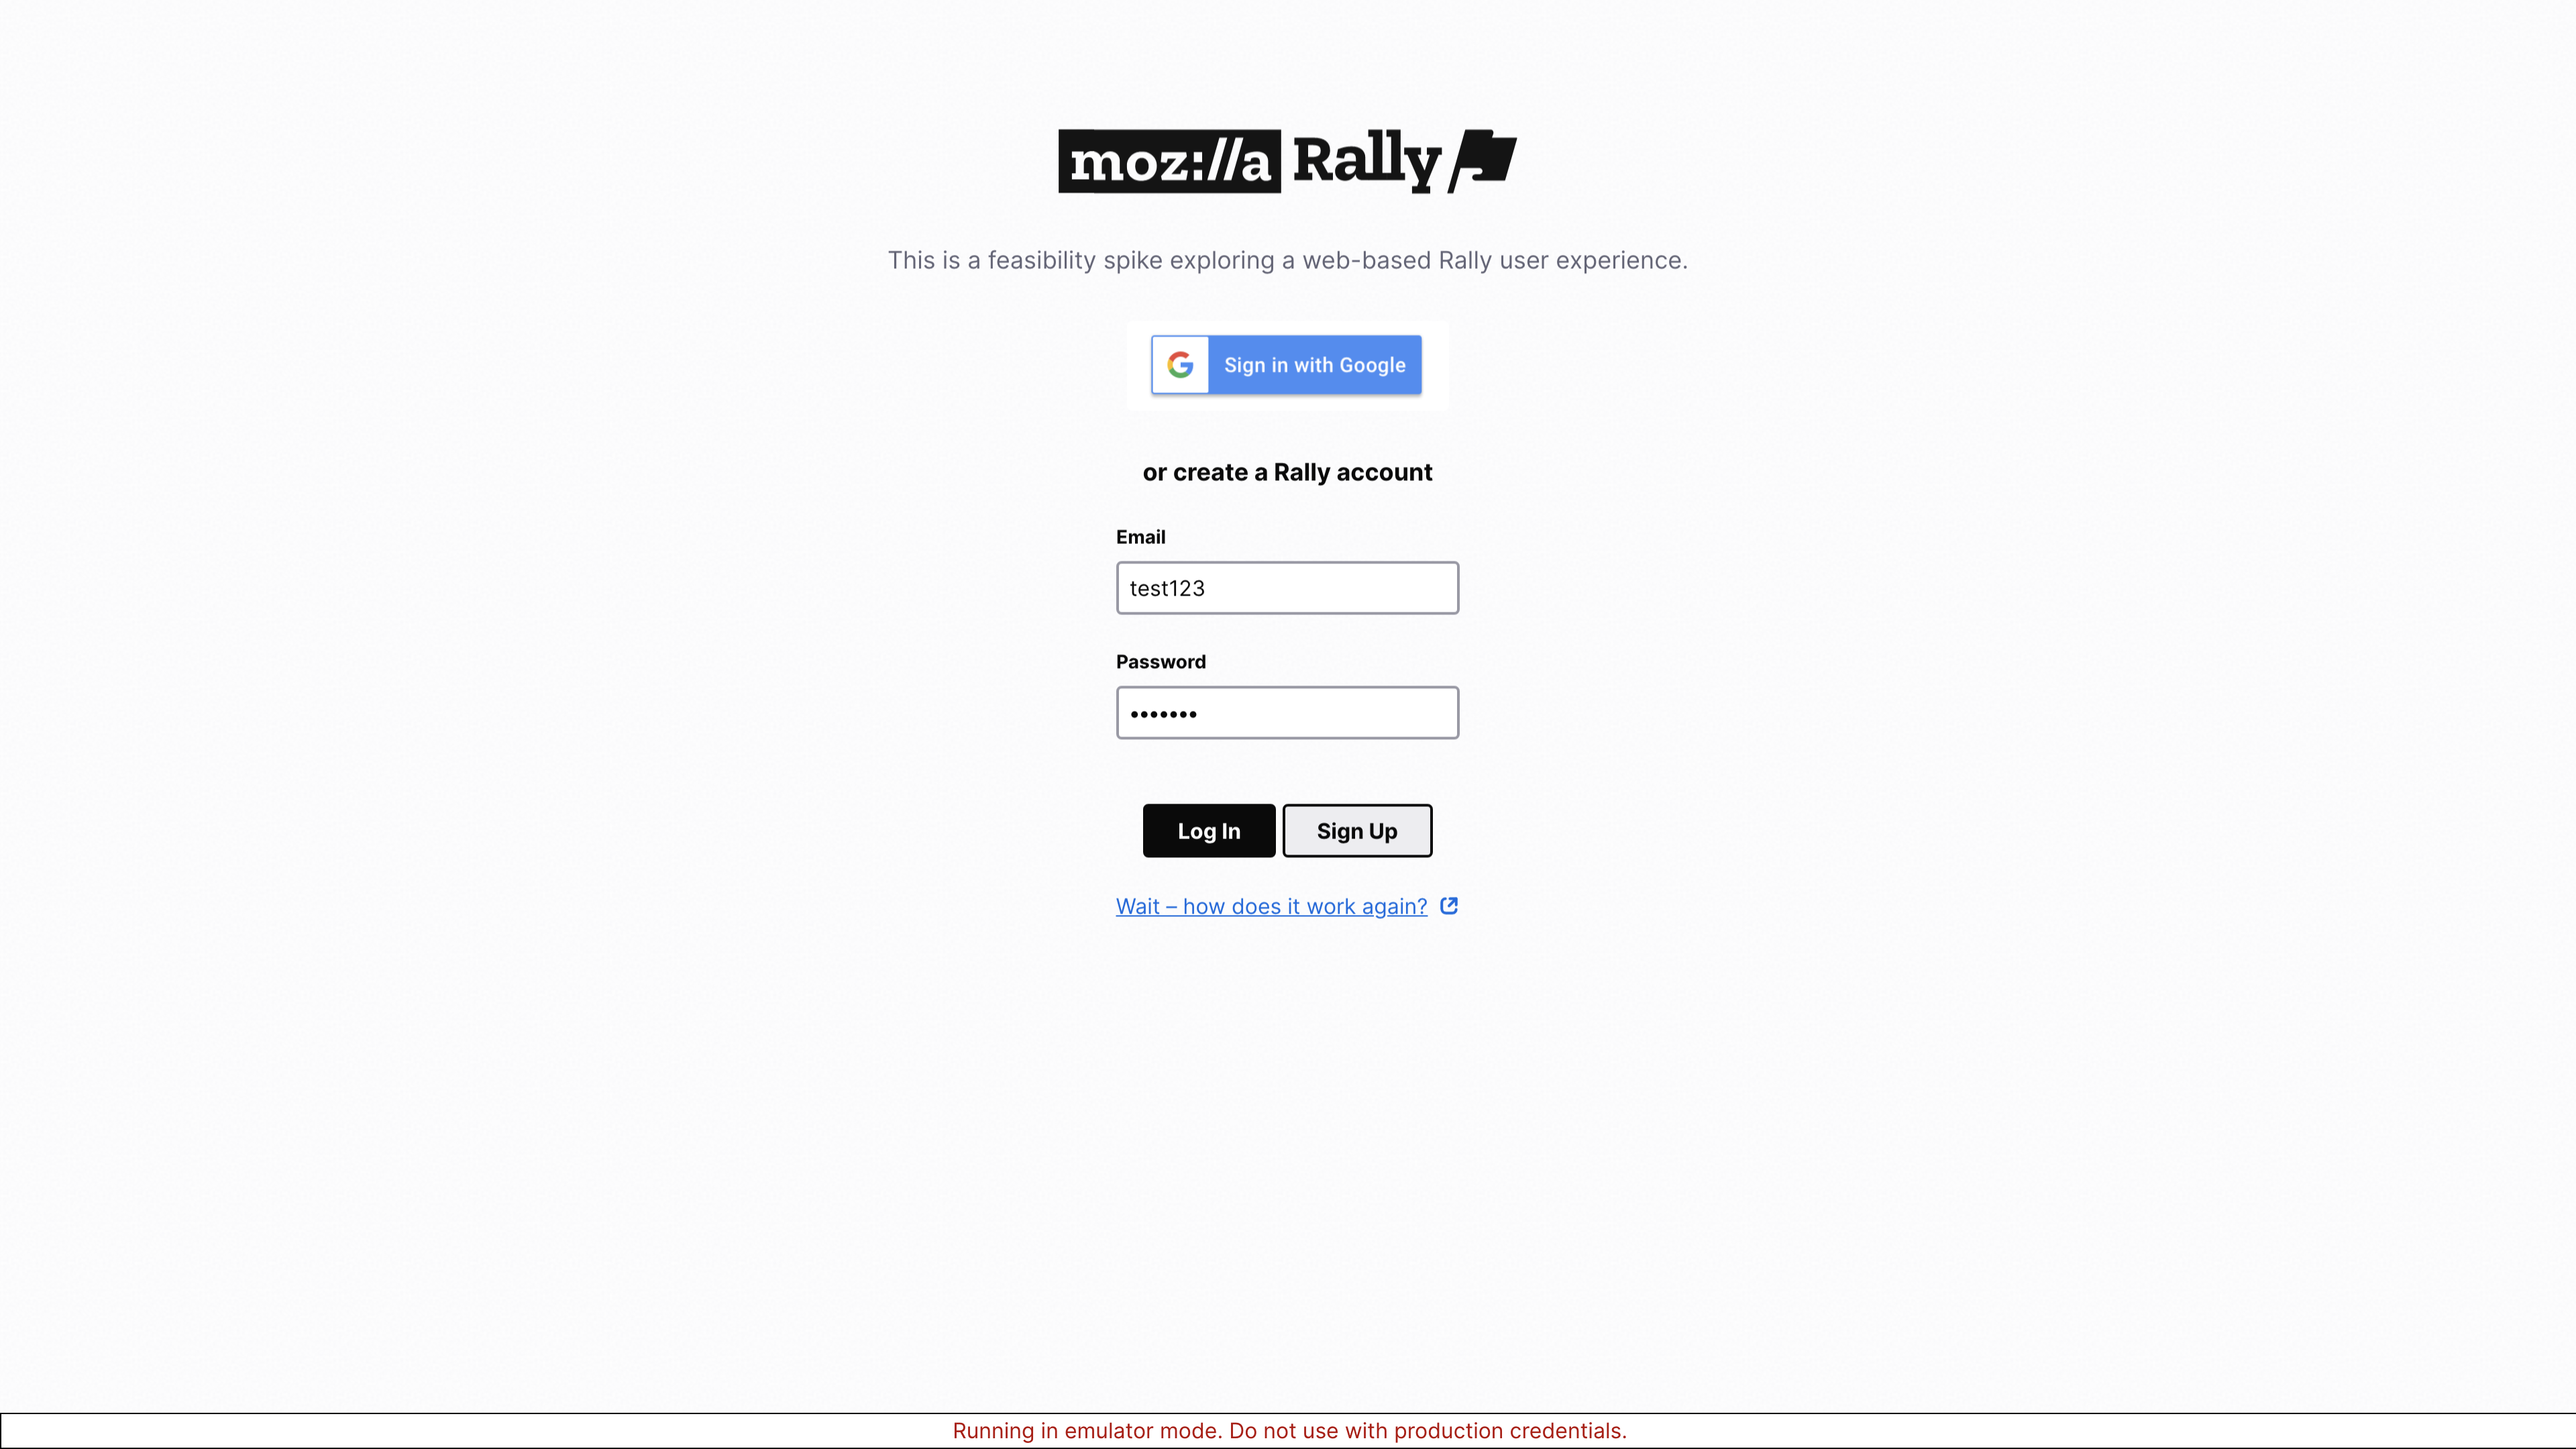 moz://a Rally
This is a feasibility spike exploring a web-based Rally user experience.
Sign in with Google
or create a Rally account
Email
test123
Password
•••••••
Log In Sign Up
Wait – how does it work again?
Running in emulator mode. Do not use with production credentials.